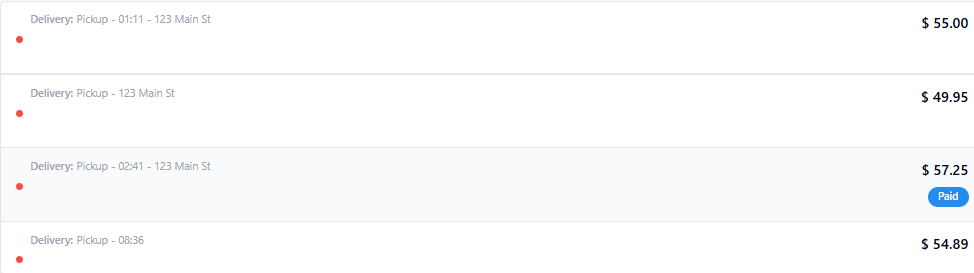 Delivery: Pickup - 01:11 - 123 Main St
$ 55.00
Delivery: Pickup - 123 Main St
$ 49.95
Delivery: Pickup - 02:41 - 123 Main St
$ 57.25
Paid
Delivery: Pickup - 08:36
$ 54.89